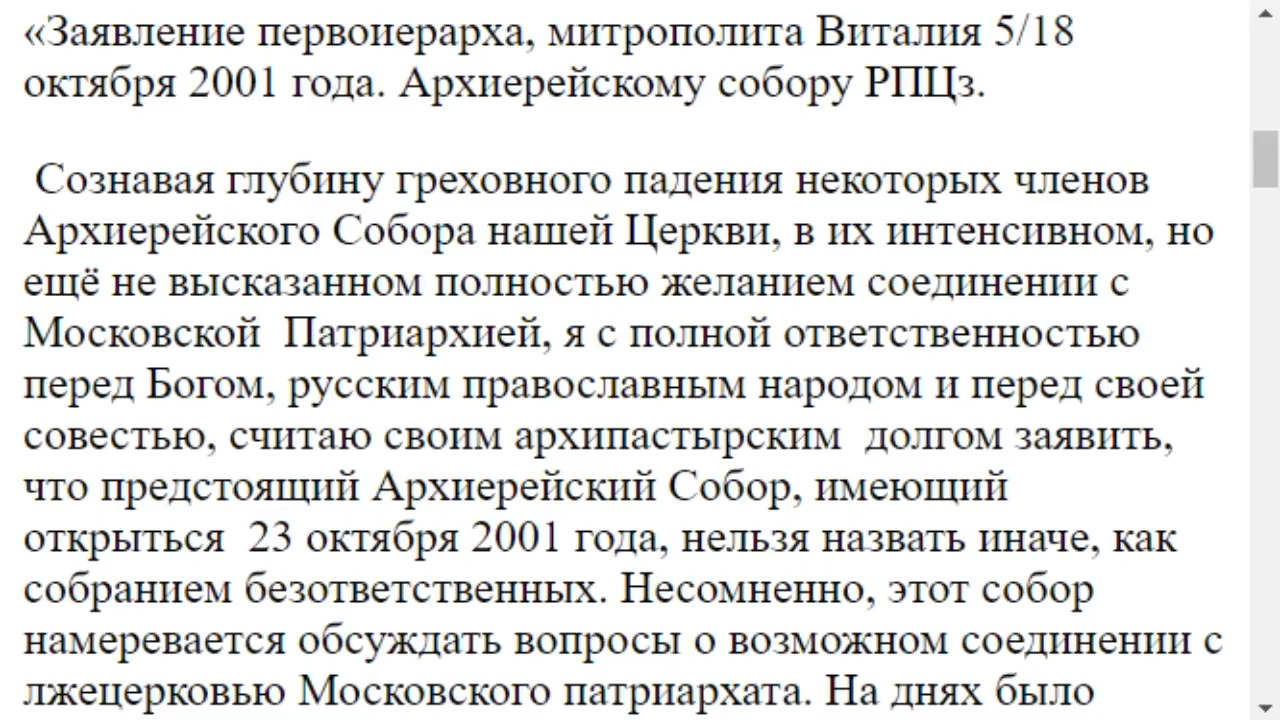 «Заявление первоиерарха, митрополита Виталия 5/18
октября 2001 года. Архиерейскому собору РПЦз.
Сознавая глубину греховного падения некоторых членов
Архиерейского Собора нашей Церкви, в их интенсивном, но
ещё не высказанном полностью желанием соединении с
Московской  Патриархией, я с полной ответственностью
перед Богом, русским православным народом и перед своей
совестью, считаю своим архипастырским  долгом заявить,
что предстоящий Архиерейский Собор, имеющий
открыться  23 октября 2001 года, нельзя назвать иначе, как
собранием безответственных. Несомненно, этот собор
намеревается обсуждать вопросы о возможном соединении с
лжецерковью Московского патриархата. На днях было